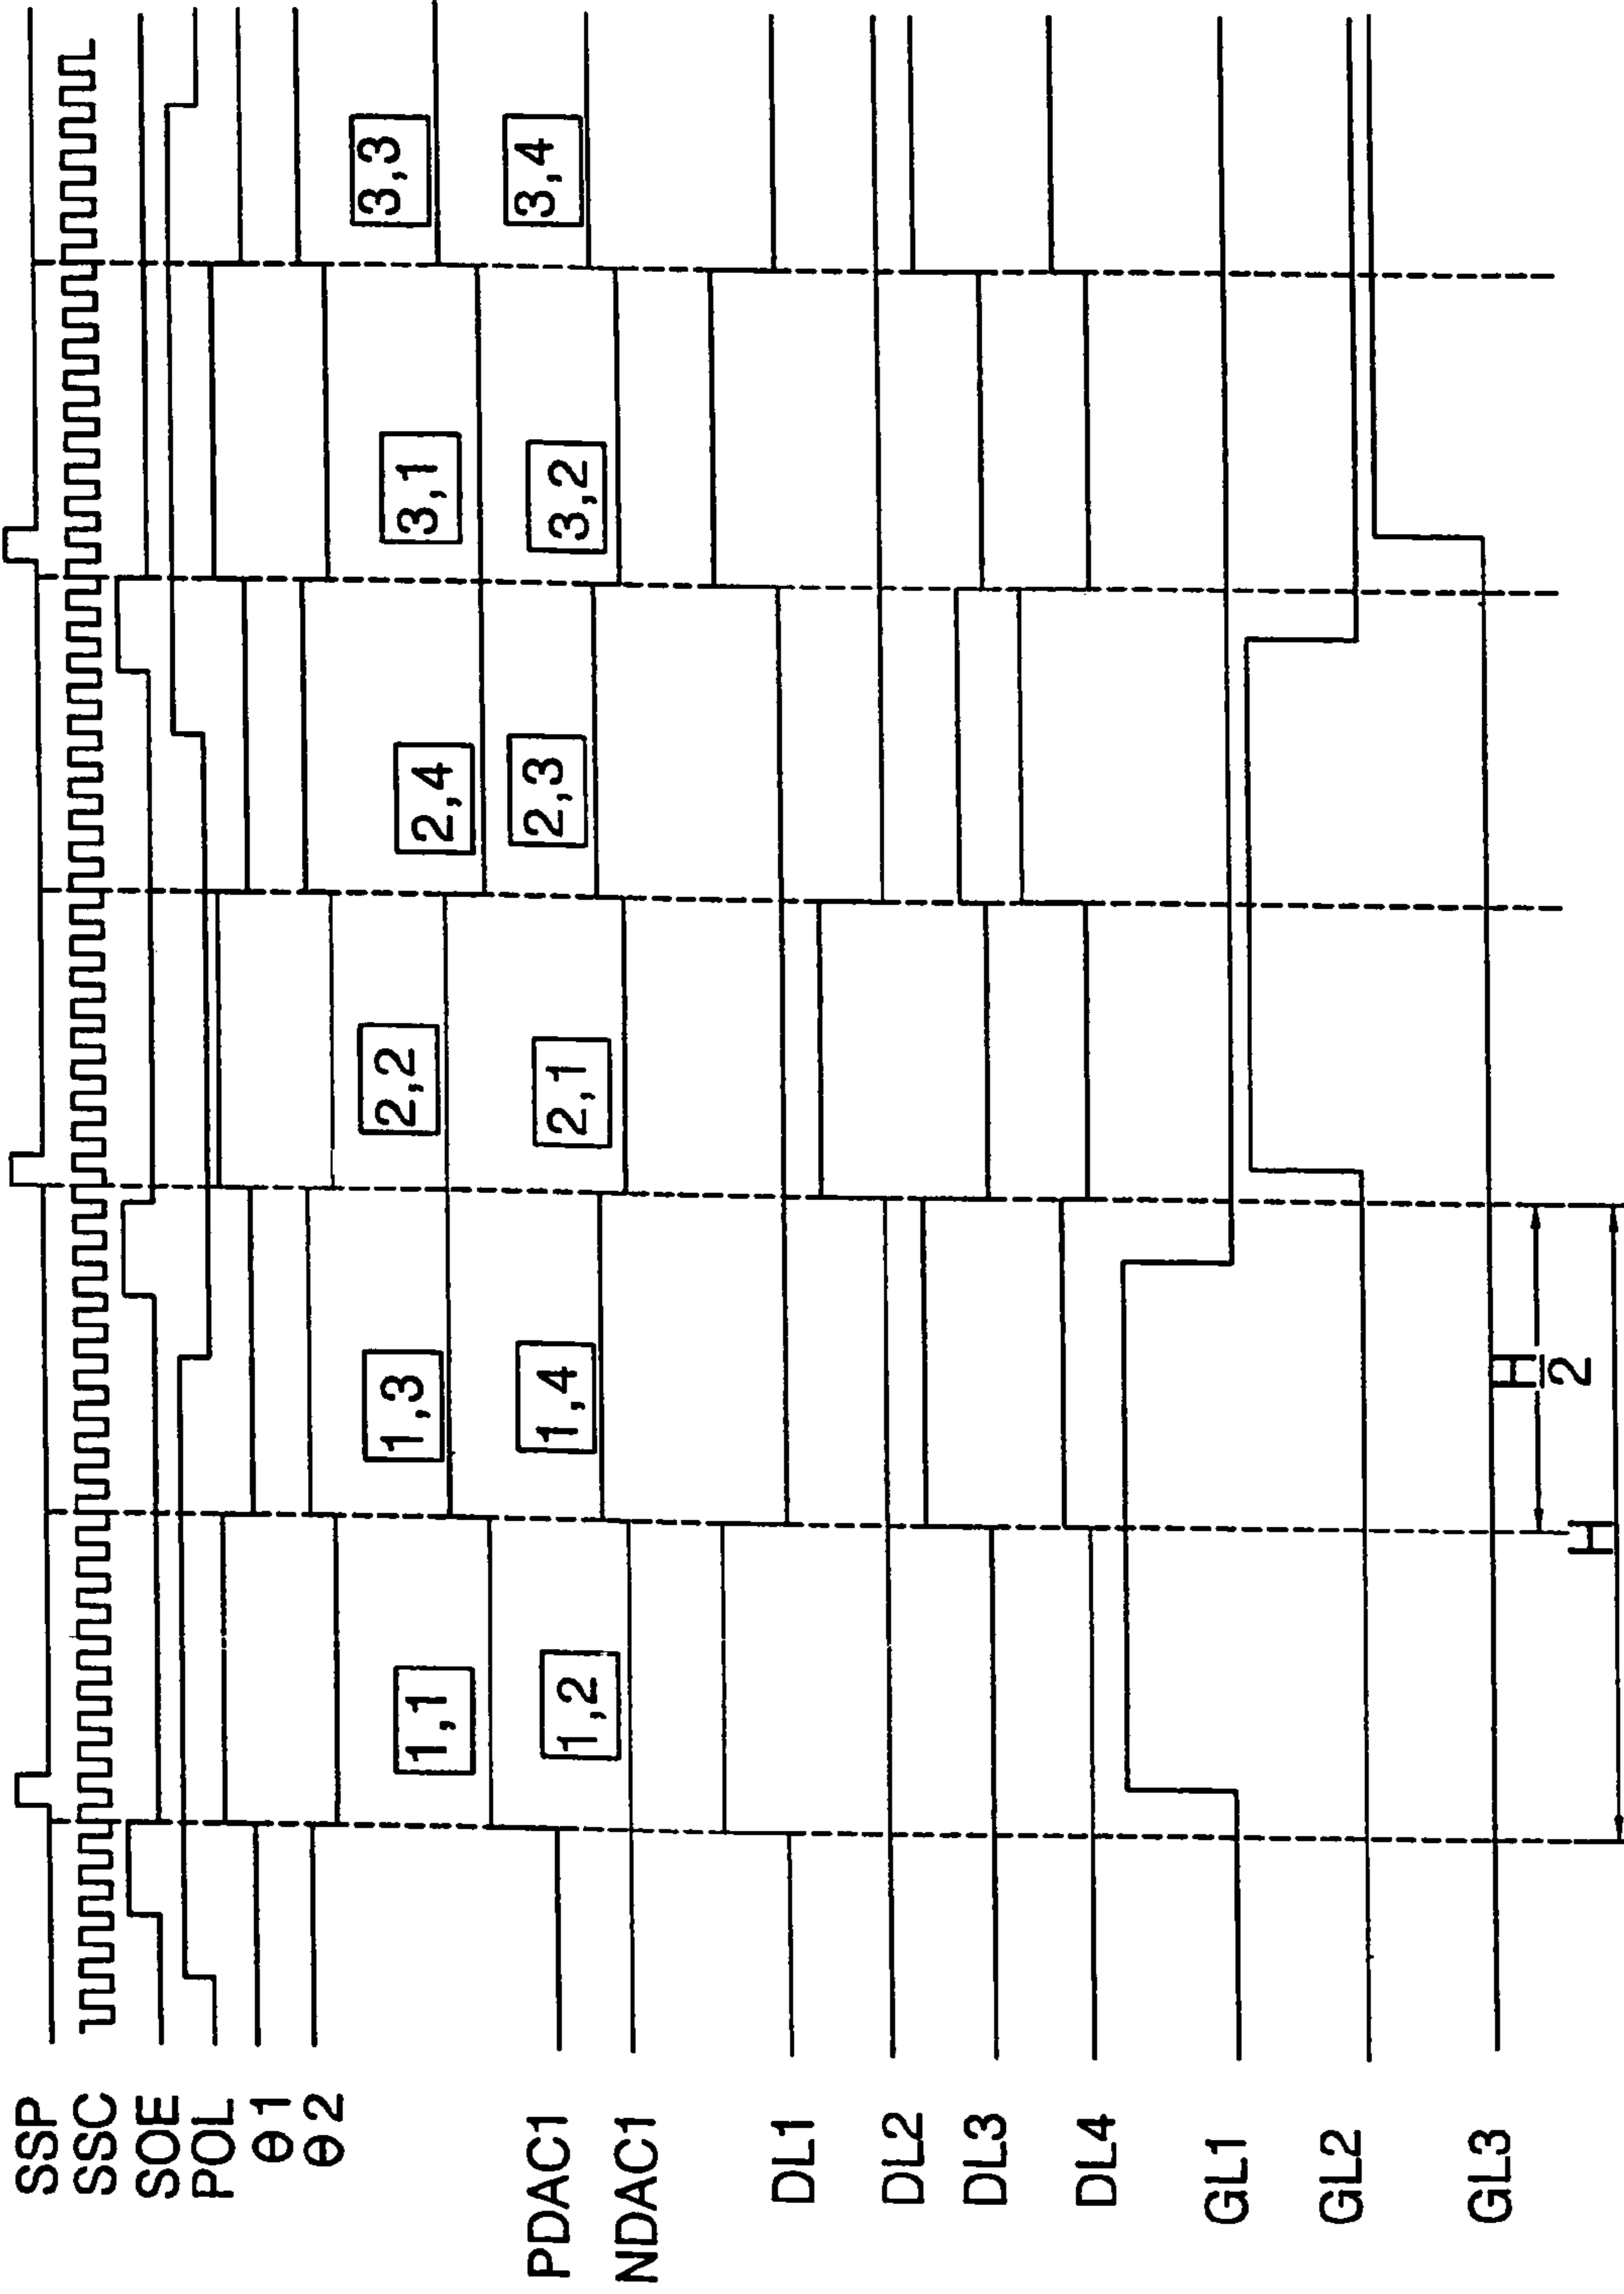 SSP
SSC
SOE
POL
Θ1
Θ2
PDAC1
1,1
1,3
2,2
2,4
3,1
3,3
NDAC1
1,2
1,4
2,1
2,3
3,2
3,4
DL1
DL2
DL3
DL4
GL1
GL2
GL3
H
2
H